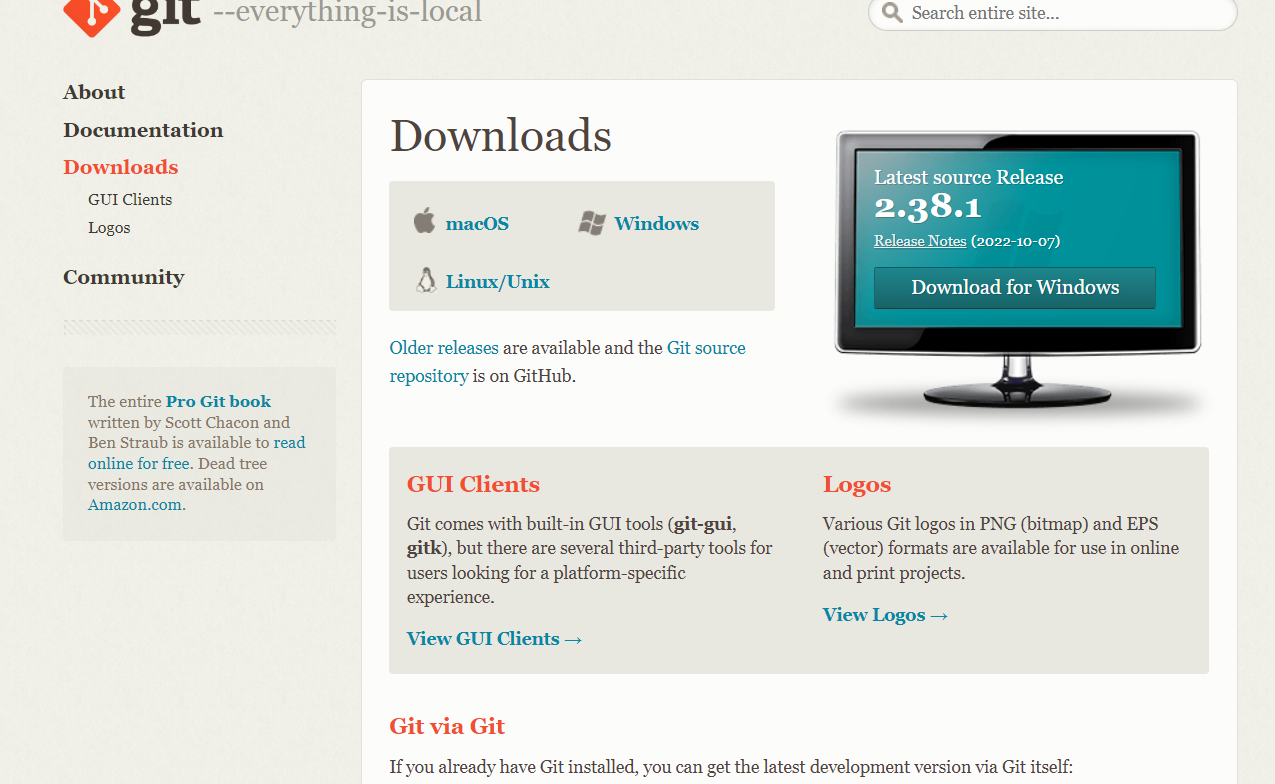 git --everything-is-local
Search entire site...
About
Documentation
Downloads
GUI Clients
Logos
Community
The entire Pro Git book
written by Scott Chacon and
Ben Straub is available to read
online for free. Dead tree
versions are available on
Amazon.com.
Downloads
macOS
Windows
Linux/Unix
Older releases are available and the Git source
repository is on GitHub.
Latest source Release
2.38.1
Release Notes (2022-10-07)
Download for Windows
GUI Clients
Git comes with built-in GUI tools (git-gui,
gitk), but there are several third-party tools for
users looking for a platform-specific
experience.
View GUI Clients →
Logos
Various Git logos in PNG (bitmap) and EPS
(vector) formats are available for use in online
and print projects.
View Logos →
Git via Git
If you already have Git installed, you can get the latest development version via Git itself: